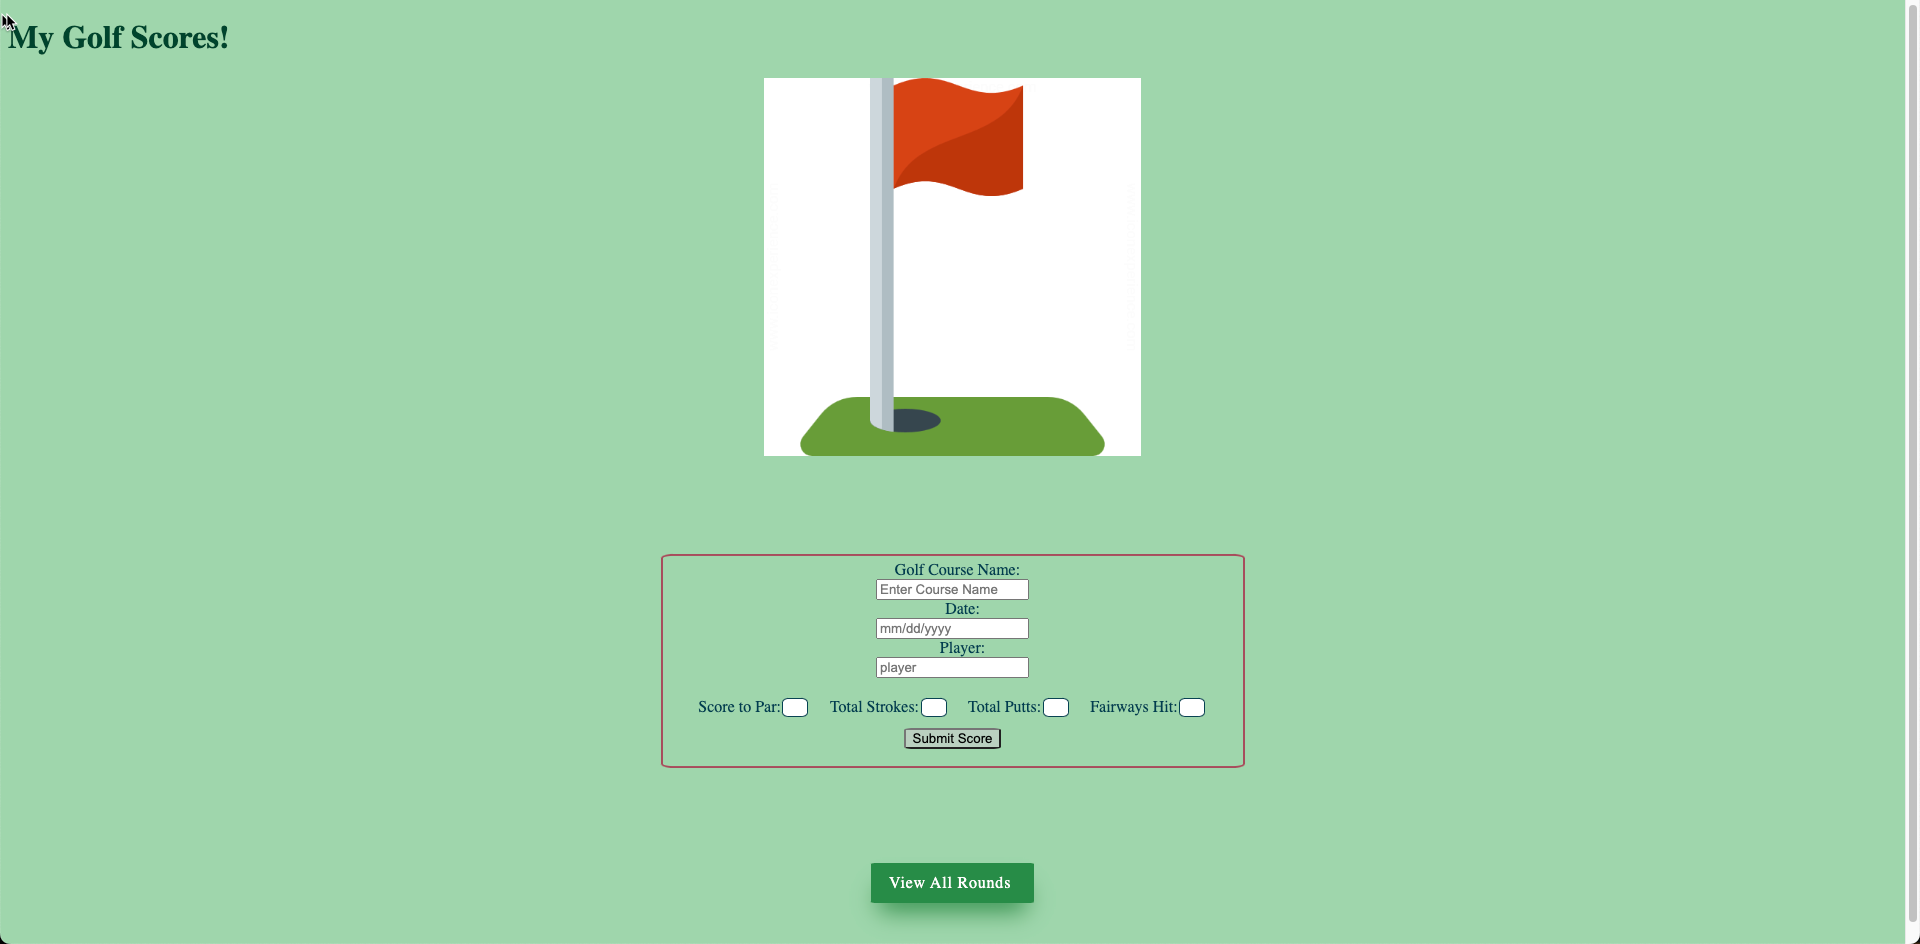 My Golf Scores!
Golf Course Name:
Enter Course Name
Date:
mm/dd/yyyy
Player:
player
Score to Par: Total Strokes: Total Putts: Fairways Hit:
Submit Score
View All Rounds